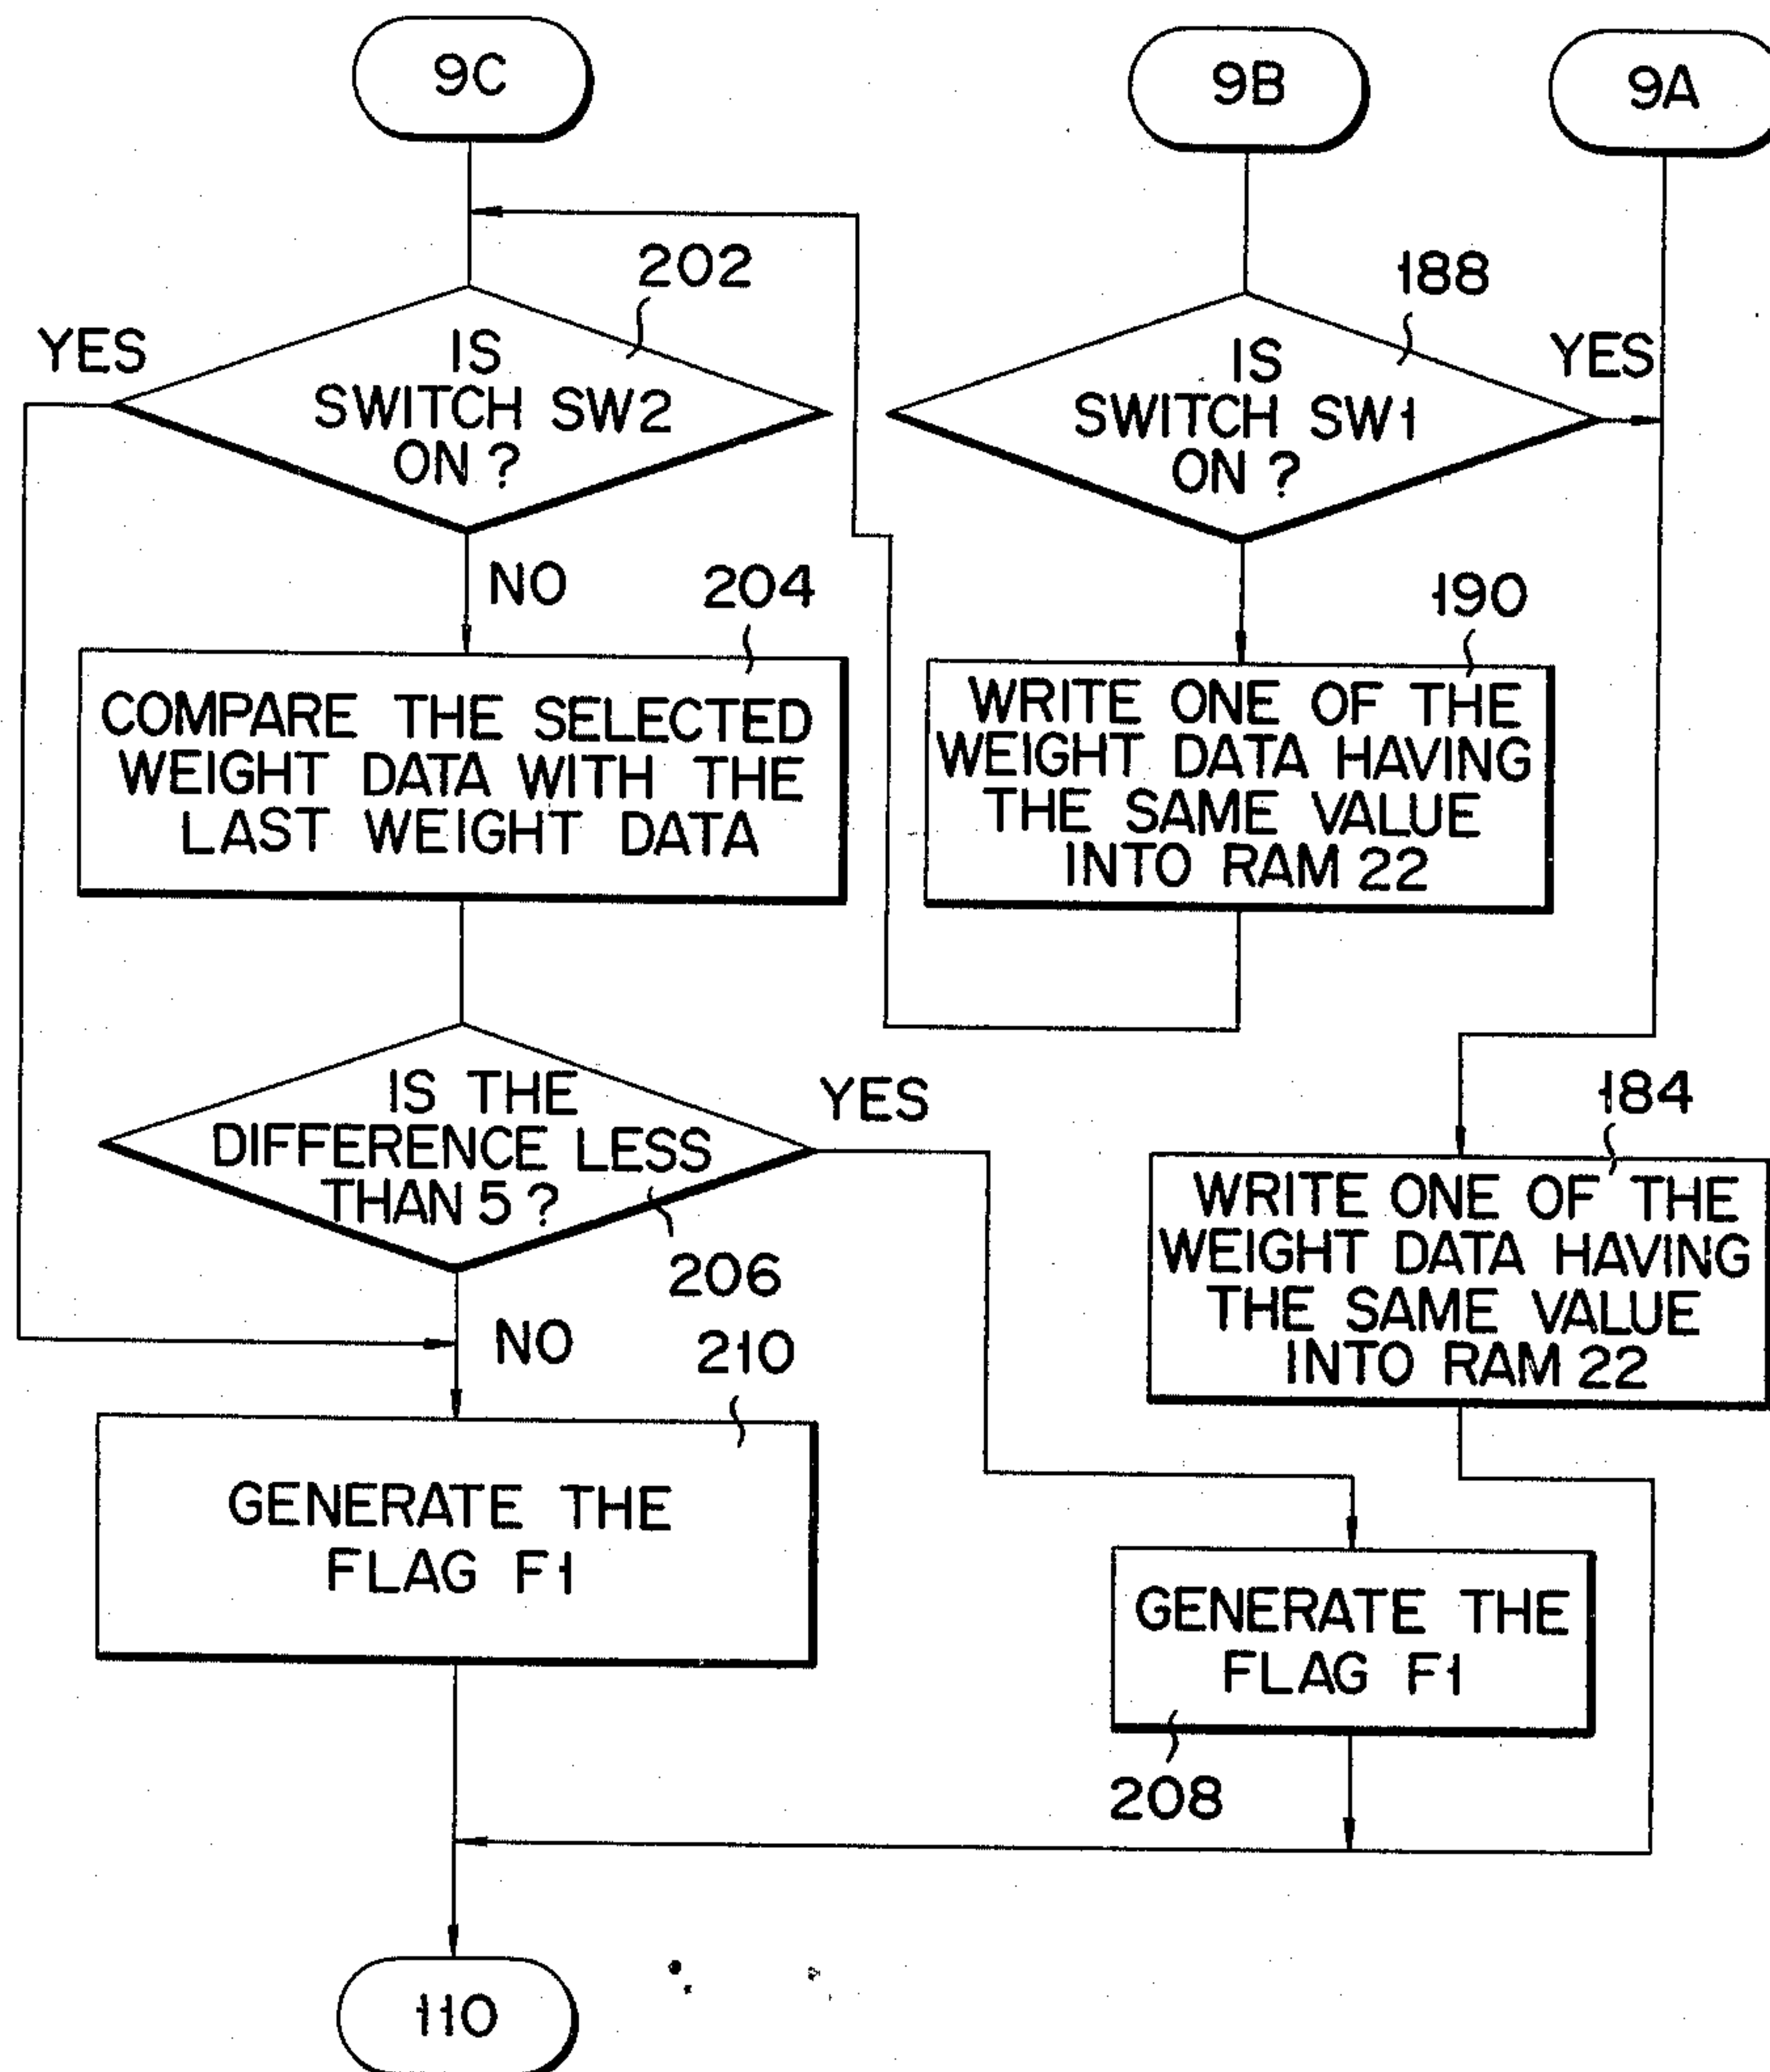 9C
9B
9A
202
188
YES
IS
SWITCH SW2
ON ?
IS
SWITCH SW1
ON ?
YES
NO
204
190
COMPARE THE SELECTED
WEIGHT DATA WITH THE
LAST WEIGHT DATA
WRITE ONE OF THE
WEIGHT DATA HAVING
THE SAME VALUE
INTO RAM 22
IS THE
DIFFERENCE LESS
THAN 5 ?
YES
184
206
WRITE ONE OF THE
WEIGHT DATA HAVING
THE SAME VALUE
INTO RAM 22
NO
210
GENERATE THE
FLAG F1
GENERATE THE
FLAG F1
208
110